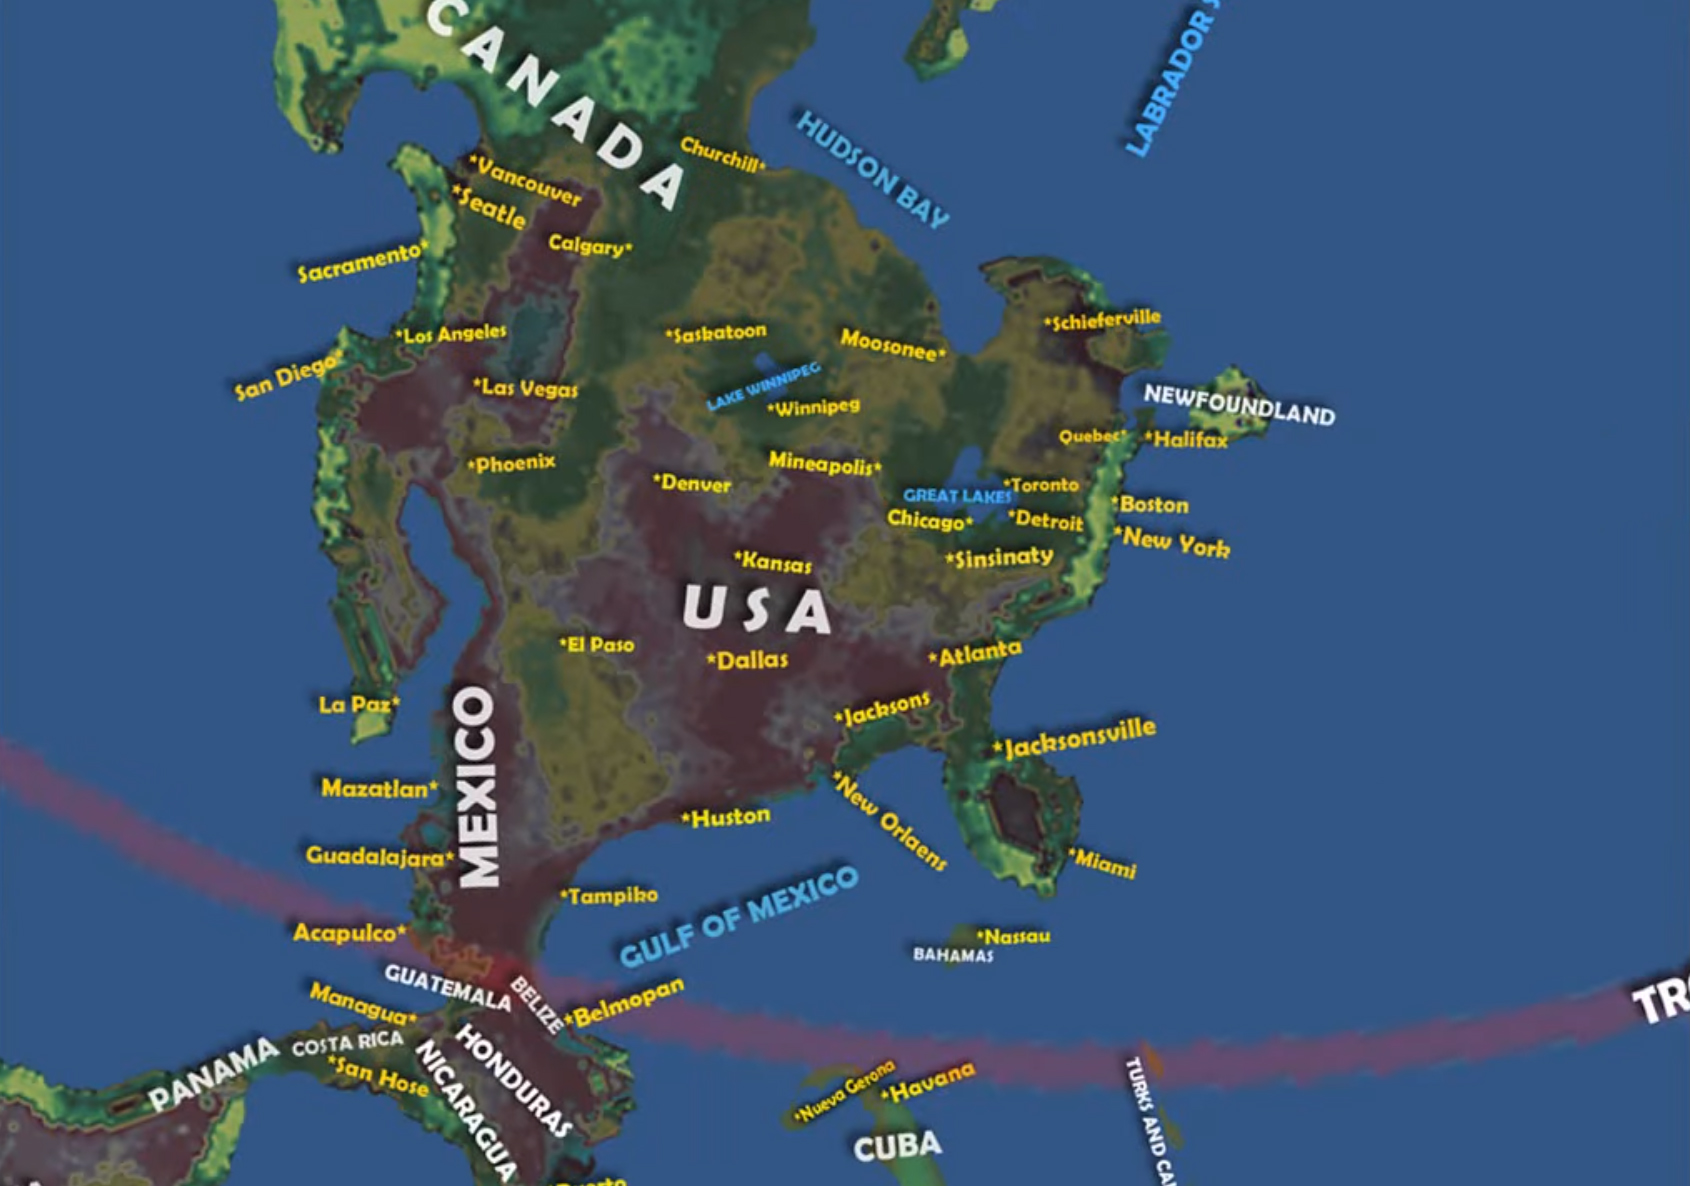 CANADA
LABRADOR
HUDSON BAY
Churchill*
*Vancouver
*Seatle
Calgary*
Sacramento*
*Schieferville
*Los Angeles
*Saskatoon
Moosonee*
San Diego*
LAKE WINNIPEG
*Las Vegas
NEWFOUNDLAND
*Winnipeg
Quebec*
*Halifax
*Phoenix
Mineapolis*
*Denver
*Toronto
GREAT LAKES
*Boston
Chicago*
*Detroit
*New York
*Sinsinaty
*Kansas
USA
*El Paso
*Dallas
*Atlanta
La Paz*
*Jacksons
MEXICO
*Jacksonsville
Mazatlan*
*New Orlaens
*Huston
Guadalajara*
*Miami
*Tampiko
GULF OF MEXICO
Acapulco*
*Nassau
BAHAMAS
GUATEMALA
BELIZE
Managua*
*Belmopan
TR
COSTA RICA
PANAMA
*San Hose
HONDURAS
NICARAGUA
*Nueva Gerona
*Havana
CUBA
TURKS AND CA